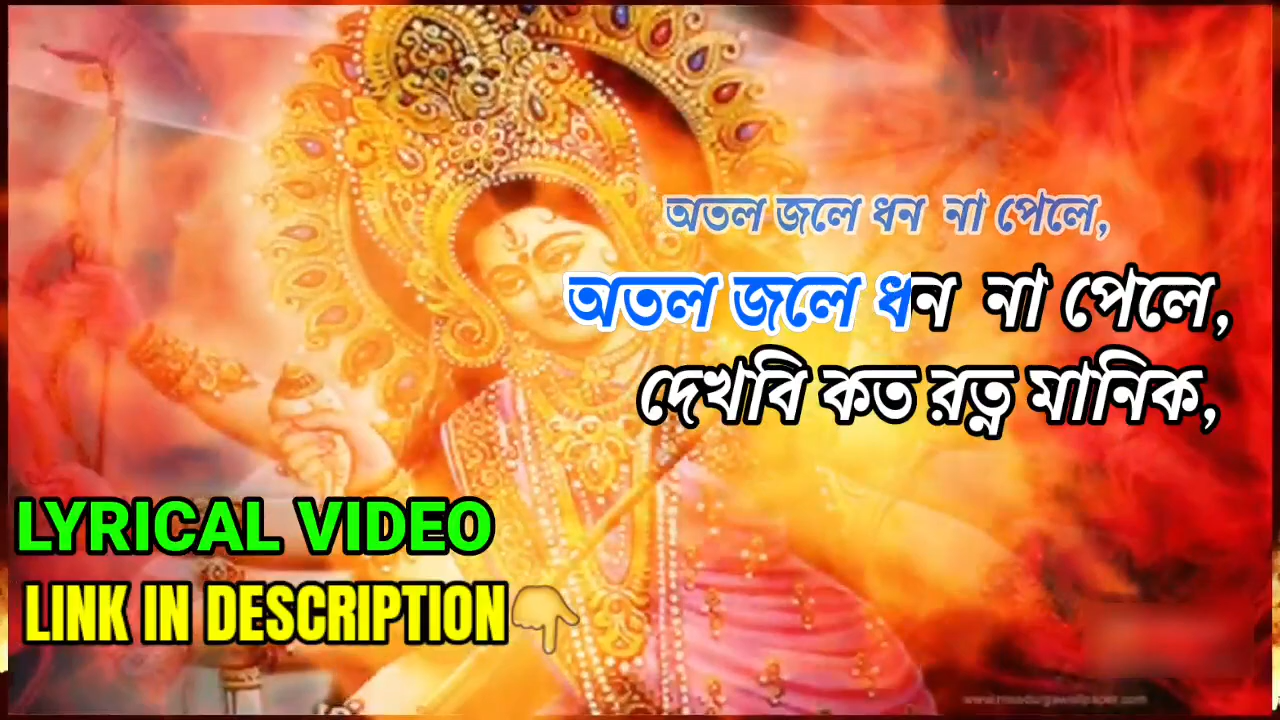 অতল জলে ধন না পেলে,
অতল জলে ধন না পেলে,
দেখবি কত রত্ন মানিক,
LYRICAL VIDEO
LINK IN DESCRIPTION